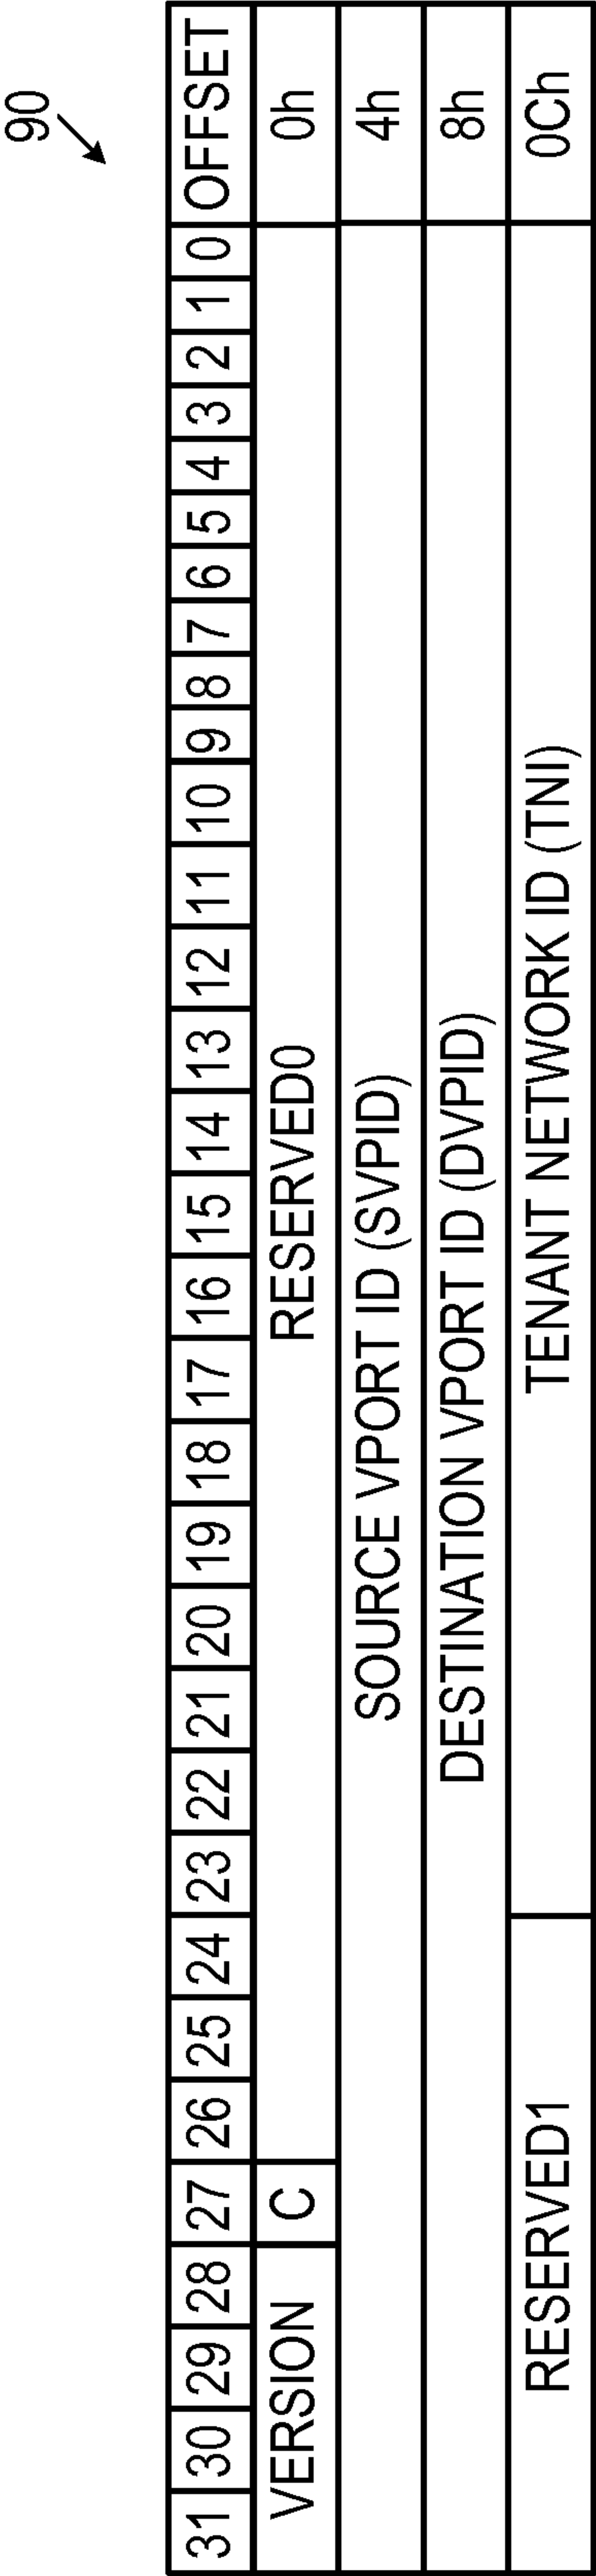 90
31 30 29 28 27 26 25 24 23 22 21 20 19 18 17 16 15 14 13 12 11 10 9 8 7 6 5 4 3 2 1 0 OFFSET
VERSION C RESERVED0 0h
SOURCE VPORT ID (SVPID) 4h
DESTINATION VPORT ID (DVPID) 8h
RESERVED1 TENANT NETWORK ID (TNI) 0Ch